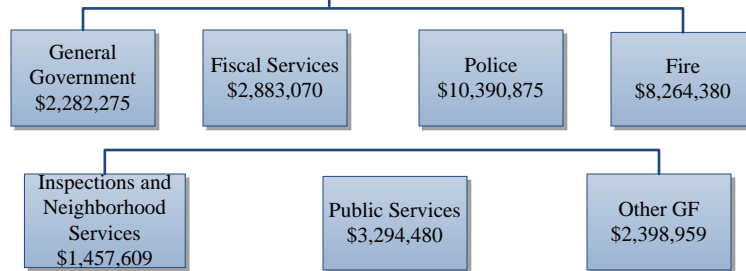 General
Government
$2,282,275
Fiscal Services
$2,883,070
Police
$10,390,875
Fire
$8,264,380
Inspections and
Neighborhood
Services
$1,457,609
Public Services
$3,294,480
Other GF
$2,398,959